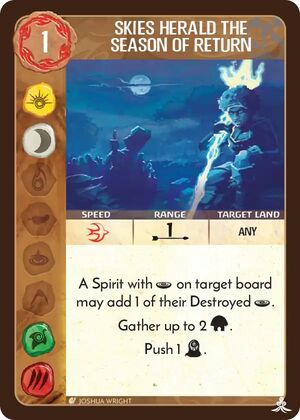 1
SKIES HERALD THE
SEASON OF RETURN
SPEED RANGE TARGET LAND
1 ANY
A Spirit with on target board
may add 1 of their Destroyed .
Gather up to 2 .
Push 1 .
JOSHUA WRIGHT